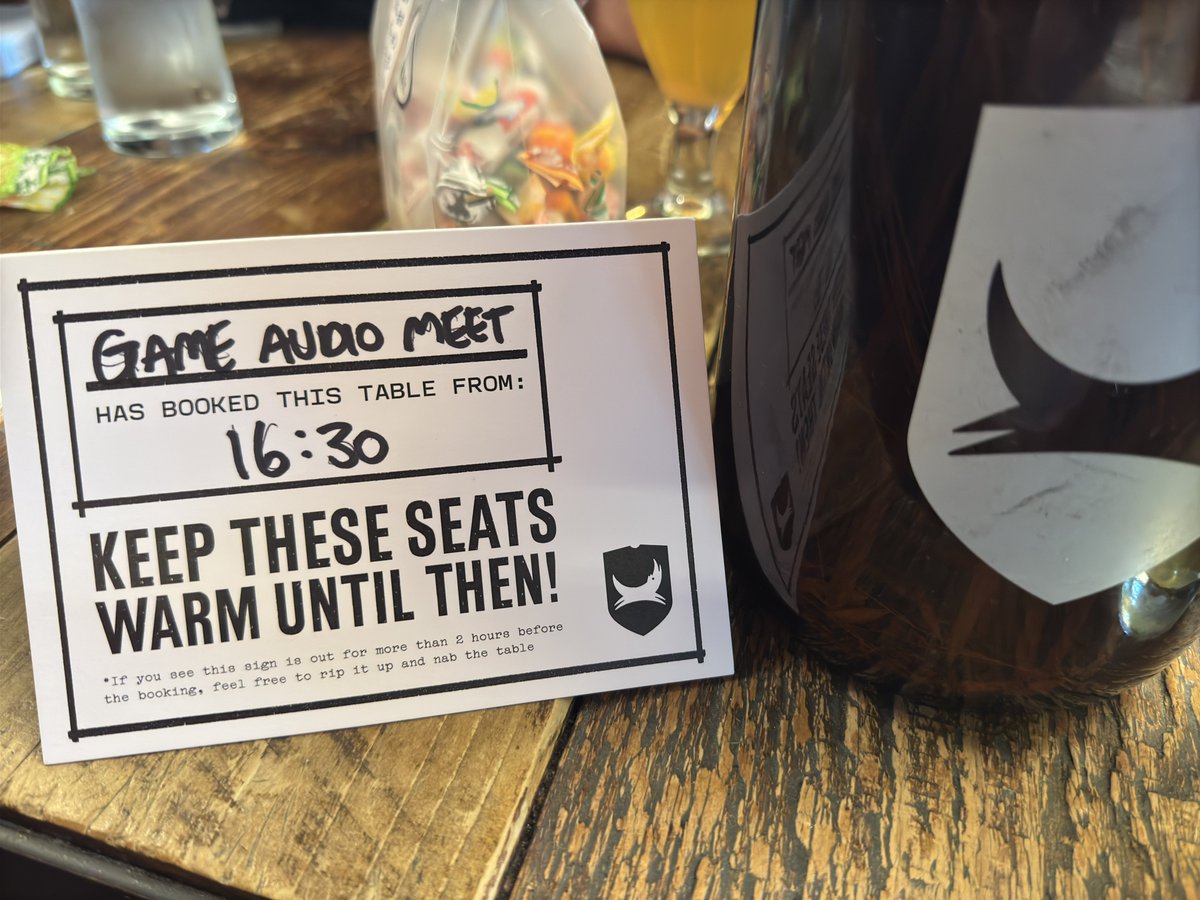 GAME AUDIO MEET
HAS BOOKED THIS TABLE FROM:
16:30
KEEP THESE SEATS
WARM UNTIL THEN!
*If you see this sign is out for more than 2 hours before
the booking, feel free to rip it up and nab the table